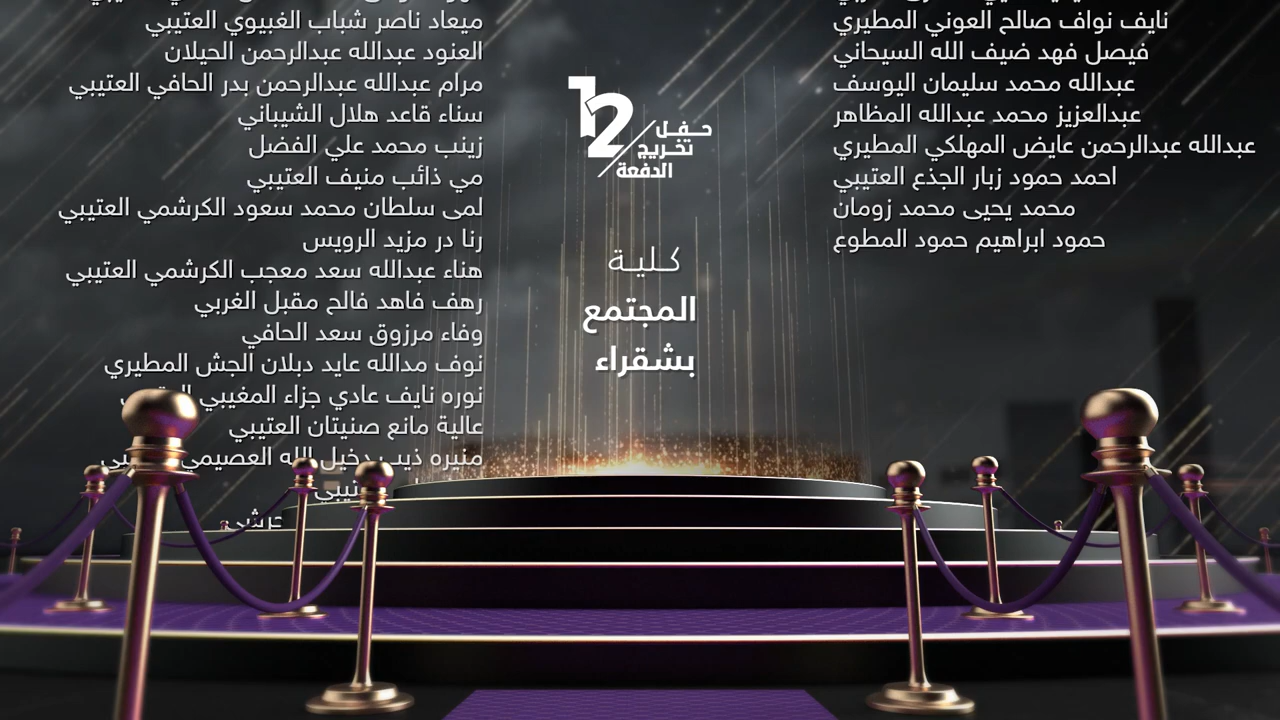 نايف نواف صالح العوني المطيري
فيصل فهد ضيف الله السيحاني
عبدالله محمد سليمان اليوسف
عبدالعزيز محمد عبدالله المظاهر
عبدالله عبدالرحمن عايض المهلكي المطيري
احمد حمود زبار الجذع العتيبي
محمد يحيى محمد زومان
حمود ابراهيم حمود المطوع
12
حفل
تخريج
الدفعة
كلية
المجتمع
بشقراء
ميعاد ناصر شباب الغبيوي العتيبي
العنود عبدالله عبدالرحمن الحيلان
مرام عبدالله عبدالرحمن بدر الحافي العتيبي
سناء قاعد هلال الشيباني
زينب محمد علي الفضل
مي ذائب منيف العتيبي
لمى سلطان محمد سعود الكرشمي العتيبي
رنا در مزيد الرويس
هناء عبدالله سعد معجب الكرشمي العتيبي
رهف فاهد فالح مقبل الغربي
وفاء مرزوق سعد الحافي
نوف مدالله عايد دبلان الجش المطيري
نوره نايف عادي جزاء المغيبي
عالية مانع صنيتان العتيبي
منيره ذيب دخيل الله العصيمي